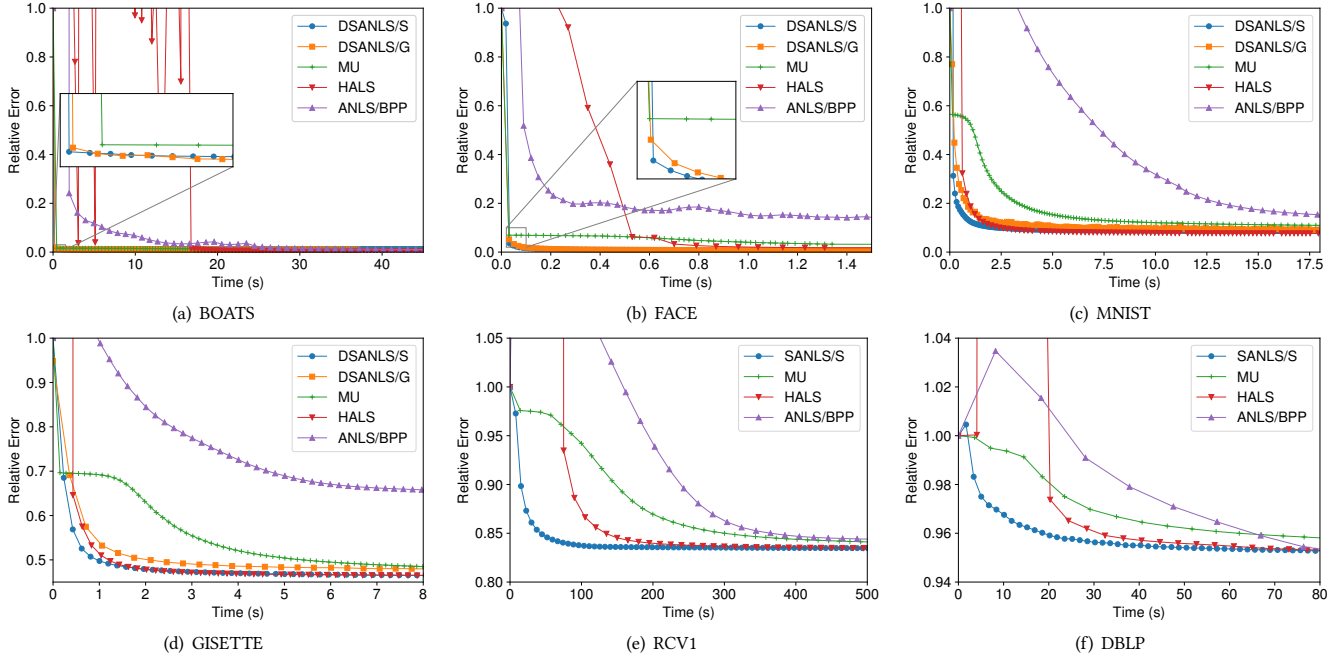 1.0
0.8
0.6
0.4
0.2
0.0
Relative Error
DSANLS/S
DSANLS/G
MU
HALS
ANLS/BPP
0 10 20 30 40
Time (s)
(a) BOATS
1.0
0.8
0.6
0.4
0.2
0.0
Relative Error
DSANLS/S
DSANLS/G
MU
HALS
ANLS/BPP
0.0 0.2 0.4 0.6 0.8 1.0 1.2 1.4
Time (s)
(b) FACE
1.0
0.8
0.6
0.4
0.2
0.0
Relative Error
DSANLS/S
DSANLS/G
MU
HALS
ANLS/BPP
0.0 2.5 5.0 7.5 10.0 12.5 15.0 17.5
Time (s)
(c) MNIST
1.0
0.9
0.8
0.7
0.6
0.5
Relative Error
DSANLS/S
DSANLS/G
MU
HALS
ANLS/BPP
0 1 2 3 4 5 6 7 8
Time (s)
(d) GISETTE
1.05
1.00
0.95
0.90
0.85
0.80
Relative Error
SANLS/S
MU
HALS
ANLS/BPP
0 100 200 300 400 500
Time (s)
(e) RCV1
1.04
1.02
1.00
0.98
0.96
0.94
Relative Error
SANLS/S
MU
HALS
ANLS/BPP
0 10 20 30 40 50 60 70 80
Time (s)
(f) DBLP